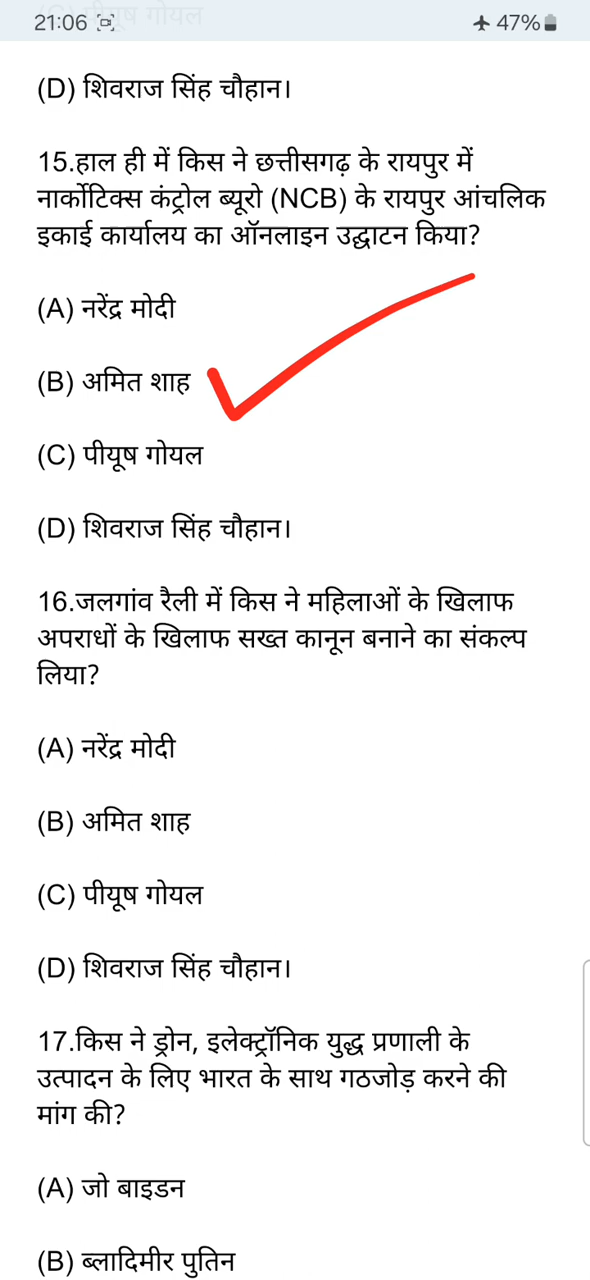 (C) पीयूष गोयल
21:06
47%
(D) शिवराज सिंह चौहान।
15.हाल ही में किस ने छत्तीसगढ़ के रायपुर में
नार्कोटिक्स कंट्रोल ब्यूरो (NCB) के रायपुर आंचलिक
इकाई कार्यालय का ऑनलाइन उद्घाटन किया?
(A) नरेंद्र मोदी
(B) अमित शाह
(C) पीयूष गोयल
(D) शिवराज सिंह चौहान।
16.जलगांव रैली में किस ने महिलाओं के खिलाफ
अपराधों के खिलाफ सख्त कानून बनाने का संकल्प
लिया?
(A) नरेंद्र मोदी
(B) अमित शाह
(C) पीयूष गोयल
(D) शिवराज सिंह चौहान।
17.किस ने ड्रोन, इलेक्ट्रॉनिक युद्ध प्रणाली के
उत्पादन के लिए भारत के साथ गठजोड़ करने की
मांग की?
(A) जो बाइडन
(B) ब्लादिमीर पुतिन